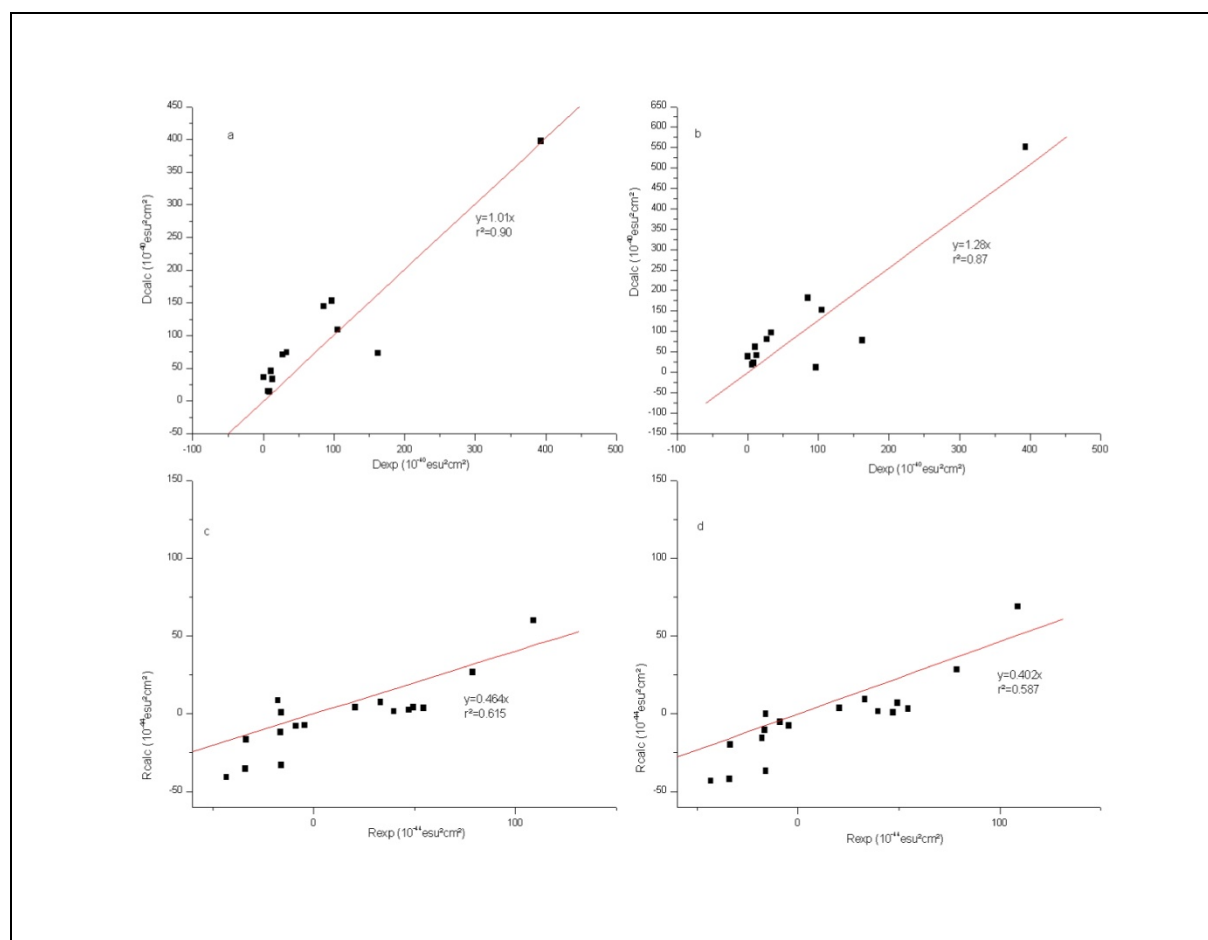 a
450
400
350
300
250
200
150
100
50
0
-50
-100 0 100 200 300 400 500
Dcalc (10⁻⁴⁰esu²cm²)
Dexp (10⁻⁴⁰esu²cm²)
y=1.01x
r²=0.90
b
650
600
550
500
450
400
350
300
250
200
150
100
50
0
-50
-100
-150
-100 0 100 200 300 400 500
Dcalc (10⁻⁴⁰esu²cm²)
Dexp (10⁻⁴⁰esu²cm²)
y=1.28x
r²=0.87
c
150
100
50
0
-50
0 100
Rcalc (10⁻⁴⁴esu²cm²)
Rexp (10⁻⁴⁴esu²cm²)
y=0.464x
r²=0.615
d
150
100
50
0
-50
0 100
Rcalc (10⁻⁴⁴esu²cm²)
Rexp (10⁻⁴⁴esu²cm²)
y=0.402x
r²=0.587